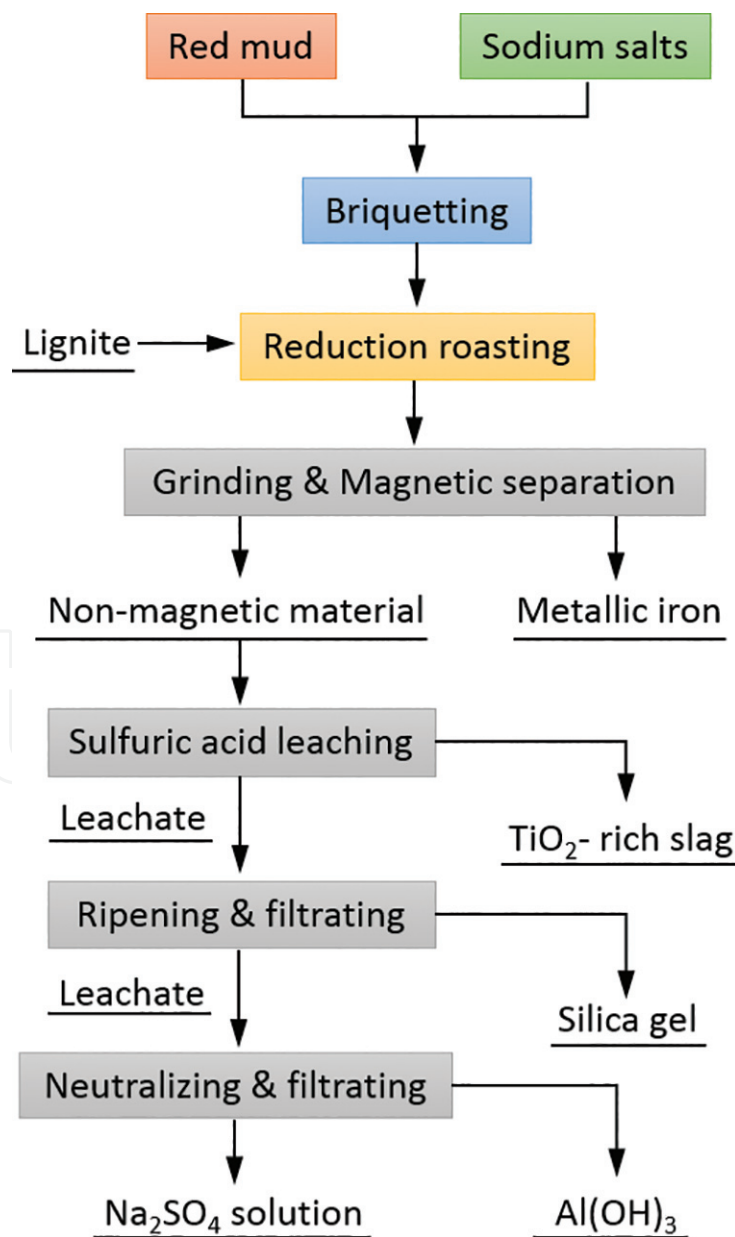 Red mud
Sodium salts
Briquetting
Lignite
Reduction roasting
Grinding & Magnetic separation
Non-magnetic material
Metallic iron
Sulfuric acid leaching
Leachate
TiO₂- rich slag
Ripening & filtrating
Leachate
Silica gel
Neutralizing & filtrating
Na₂SO₄ solution
Al(OH)₃